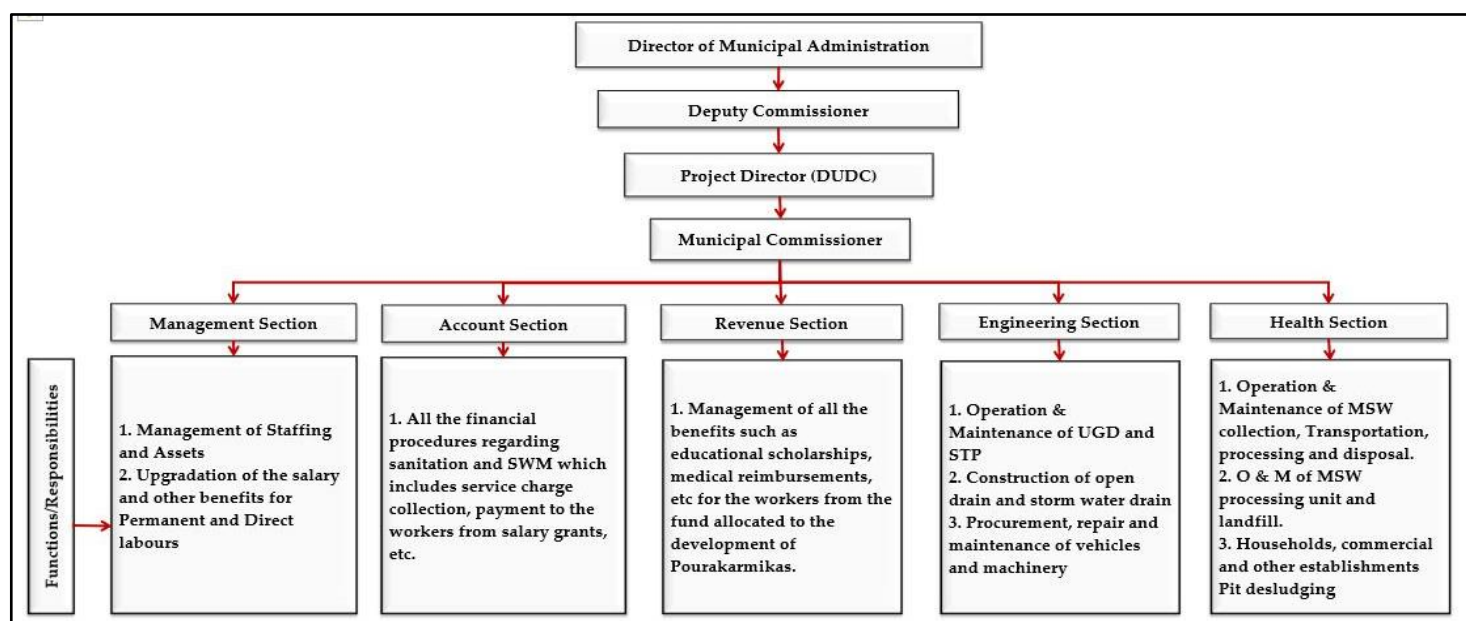 Director of Municipal Administration
Deputy Commissioner
Project Director (DUDC)
Municipal Commissioner
Management Section
Account Section
Revenue Section
Engineering Section
Health Section
Functions/Responsibilities
1. Management of Staffing
and Assets
2. Upgradation of the salary
and other benefits for
Permanent and Direct
labours
1. All the financial
procedures regarding
sanitation and SWM which
includes service charge
collection, payment to the
workers from salary grants,
etc.
1. Management of all the
benefits such as
educational scholarships,
medical reimbursements,
etc for the workers from the
fund allocated to the
development of
Pourakarmikas.
1. Operation &
Maintenance of UGD and
STP
2. Construction of open
drain and storm water drain
3. Procurement, repair and
maintenance of vehicles
and machinery
1. Operation &
Maintenance of MSW
collection, Transportation,
processing and disposal.
2. O & M of MSW
processing unit and
landfill.
3. Households, commercial
and other establishments
Pit desludging